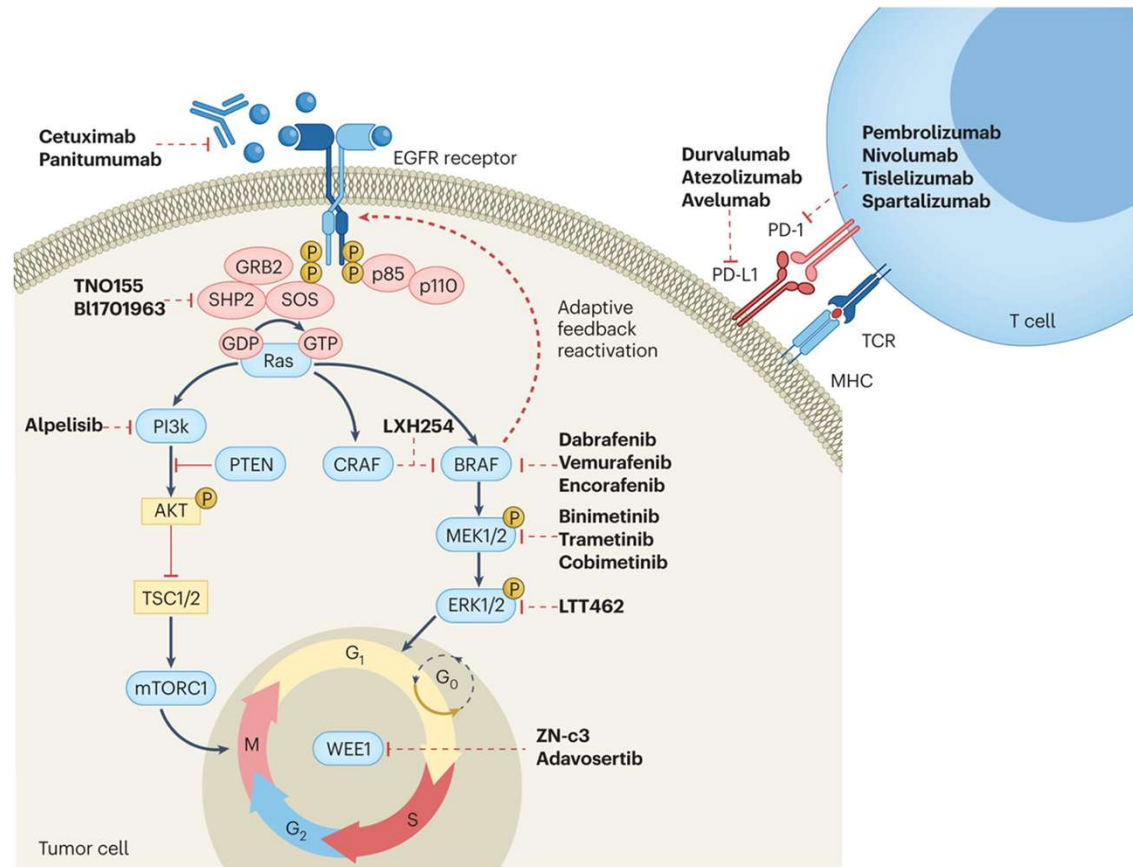 Cetuximab
Panitumumab
EGFR receptor
Durvalumab
Atezolizumab
Avelumab
Pembrolizumab
Nivolumab
Tislelizumab
Spartalizumab
PD-1
PD-L1
T cell
TCR
MHC
P
P
P
P
GRB2
SHP2
SOS
p85
p110
TNO155
Bl1701963
GDP
GTP
Ras
Adaptive
feedback
reactivation
Alpelisib
PI3k
PTEN
LXH254
CRAF
BRAF
Dabrafenib
Vemurafenib
Encorafenib
AKT
P
MEK1/2
P
Binimetinib
Trametinib
Cobimetinib
TSC1/2
ERK1/2
P
LTT462
mTORC1
G1
G0
M
WEE1
ZN-c3
Adavosertib
S
G2
Tumor cell